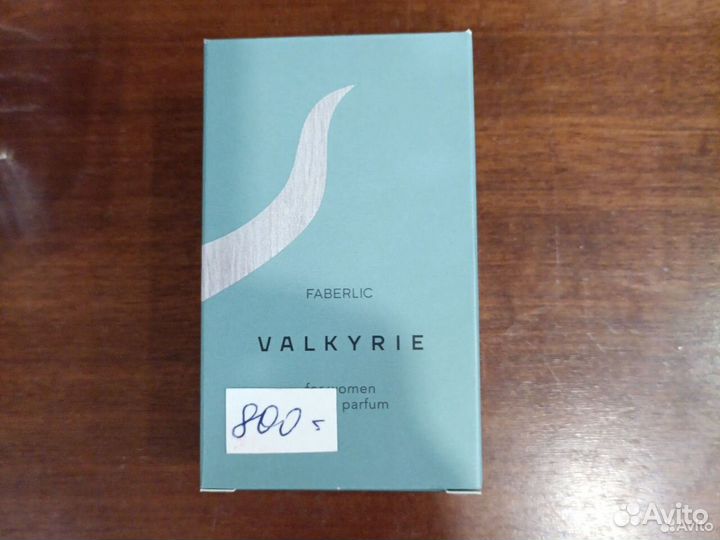 FABERLIC
VALKYRIE
for women
parfum
800-
Avito